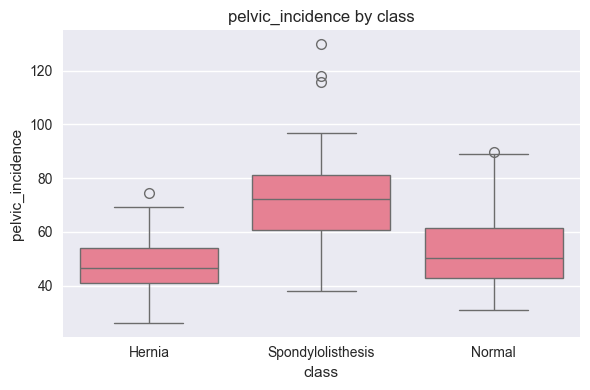 pelvic_incidence by class
pelvic_incidence
120
100
80
60
40
Hernia Spondylolisthesis Normal
class